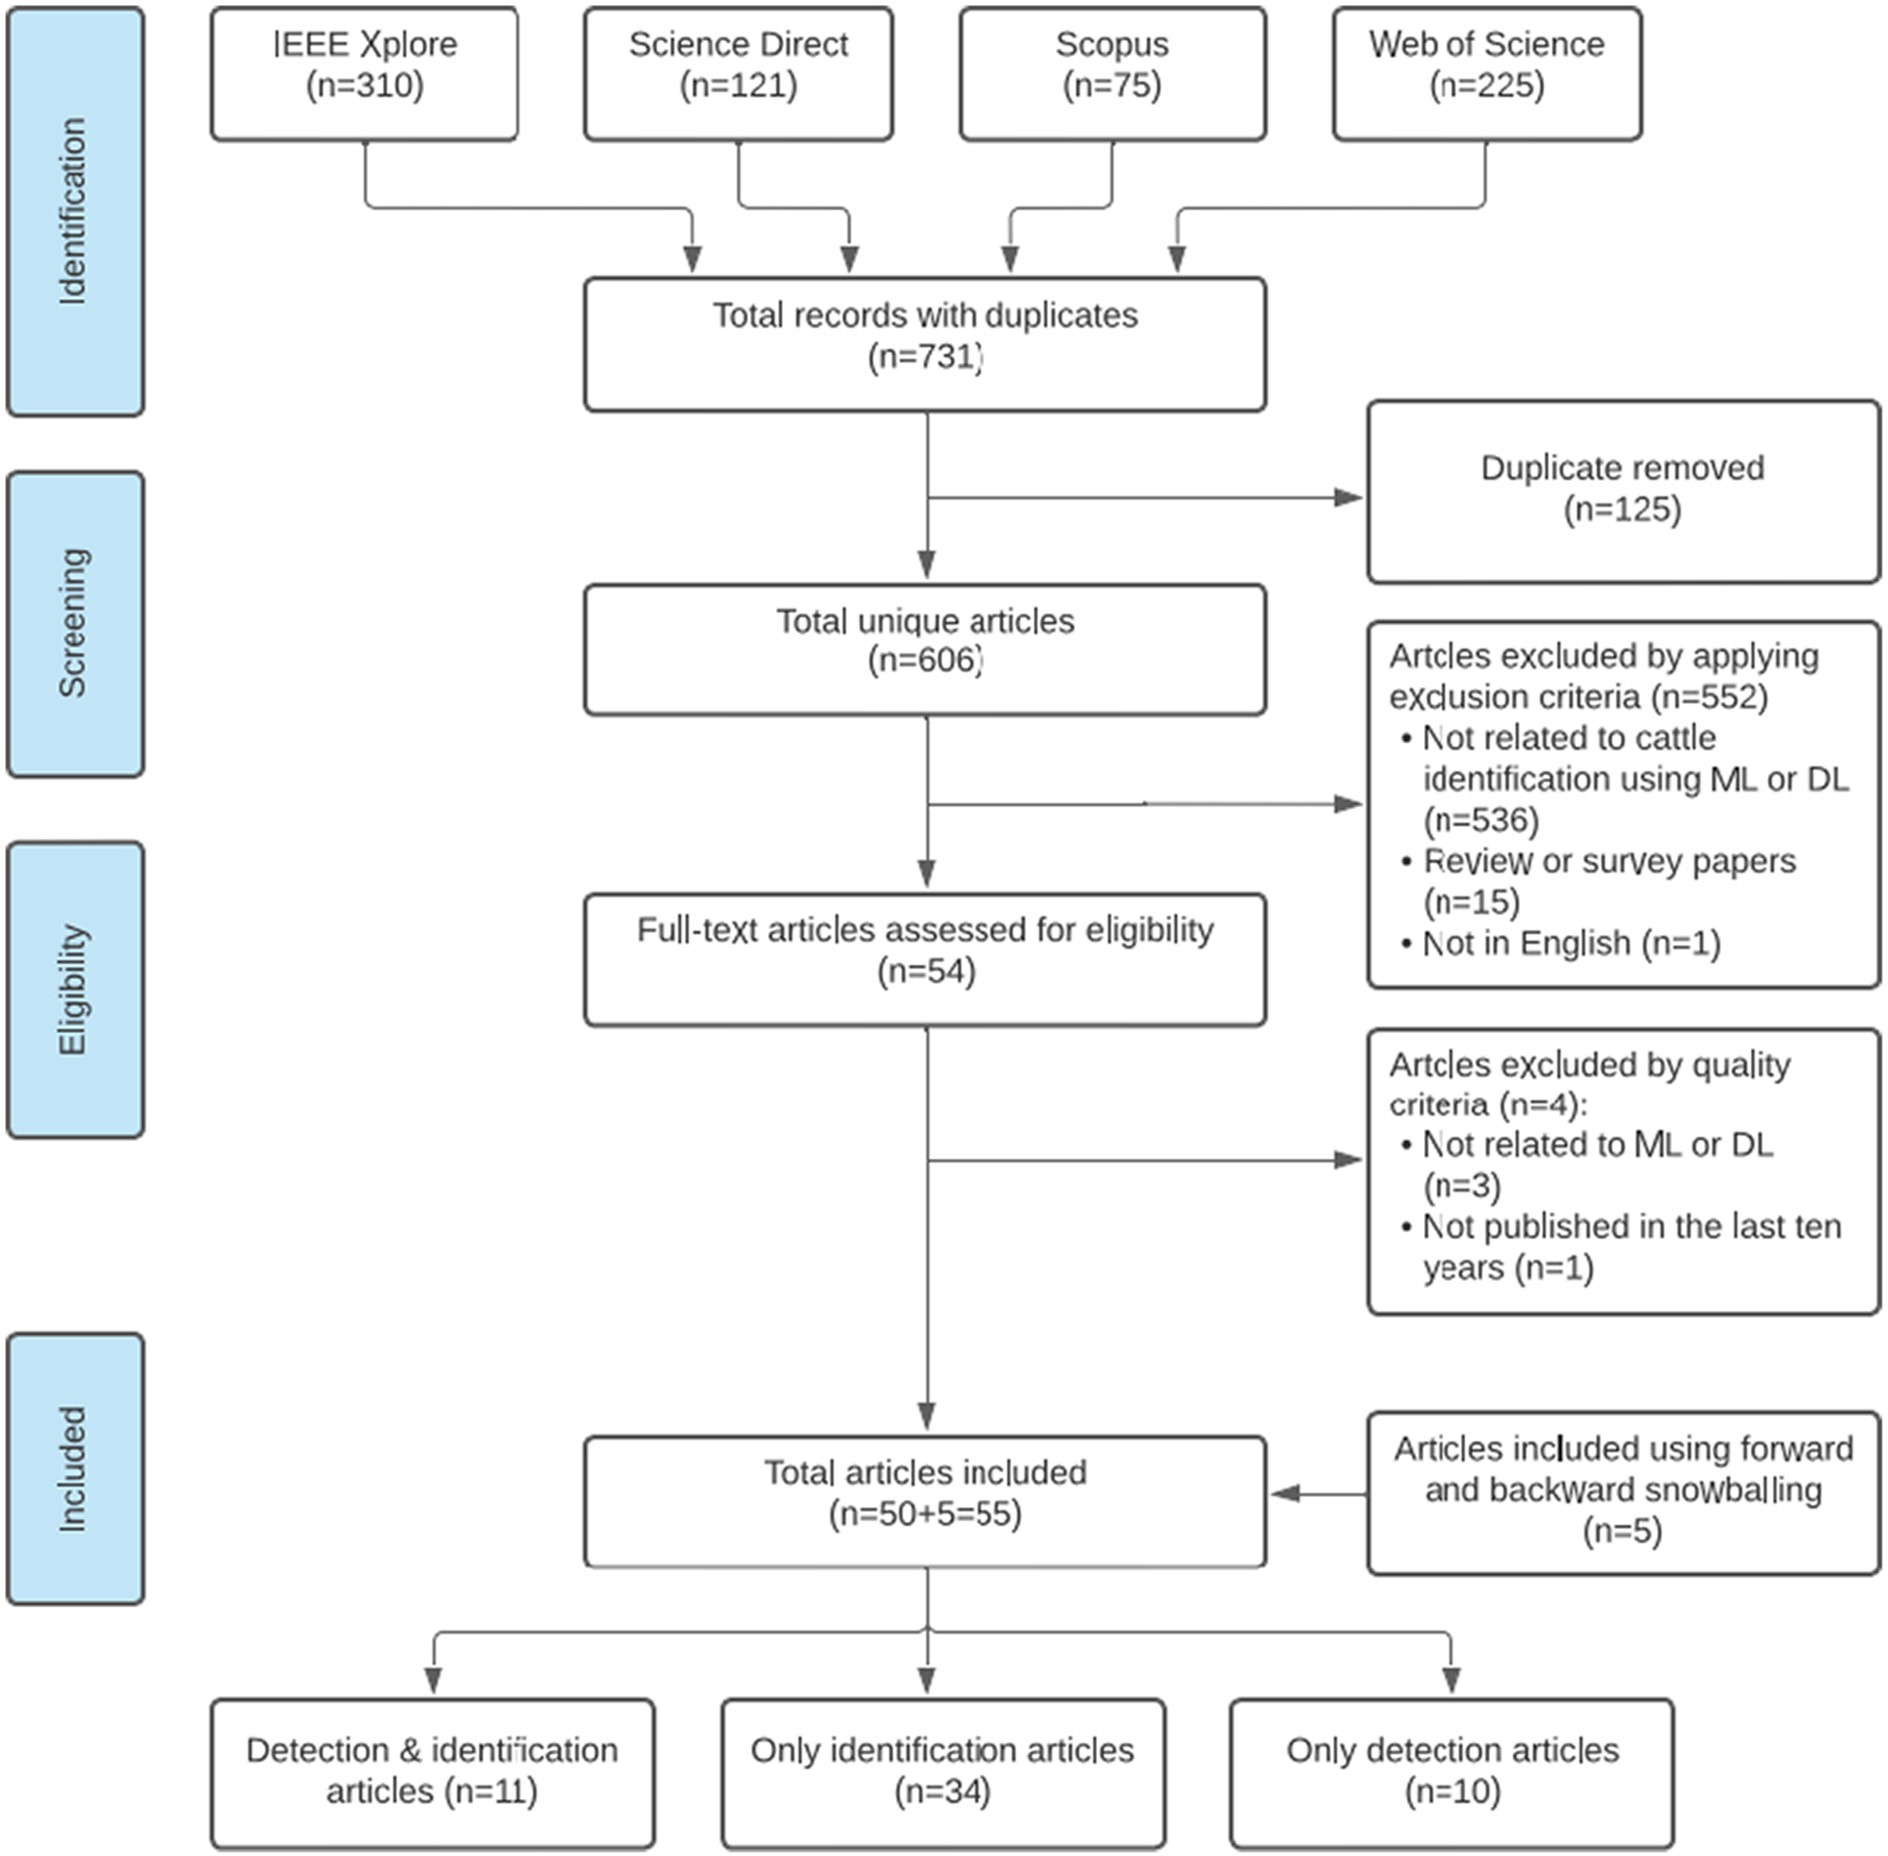 Identification
IEEE Xplore
(n=310)
Science Direct
(n=121)
Scopus
(n=75)
Web of Science
(n=225)
Total records with duplicates
(n=731)
Duplicate removed
(n=125)
Screening
Total unique articles
(n=606)
Artcles excluded by applying
exclusion criteria (n=552)
• Not related to cattle
identification using ML or DL
(n=536)
• Review or survey papers
(n=15)
• Not in English (n=1)
Eligibility
Full-text articles assessed for eligibility
(n=54)
Artcles excluded by quality
criteria (n=4):
• Not related to ML or DL
(n=3)
• Not published in the last ten
years (n=1)
Included
Total articles included
(n=50+5=55)
Articles included using forward
and backward snowballing
(n=5)
Detection & identification
articles (n=11)
Only identification articles
(n=34)
Only detection articles
(n=10)